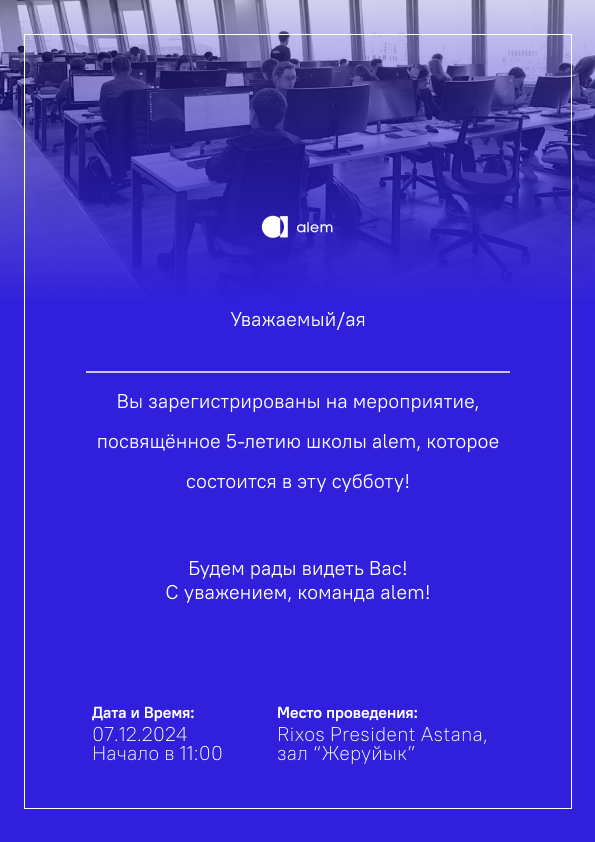 alem
Уважаемый/ая
Вы зарегистрированы на мероприятие,
посвящённое 5-летию школы alem, которое
состоится в эту субботу!
Будем рады видеть Вас!
С уважением, команда alem!
Дата и Время:
07.12.2024
Начало в 11:00
Место проведения:
Rixos President Astana,
зал “Жеруйык”